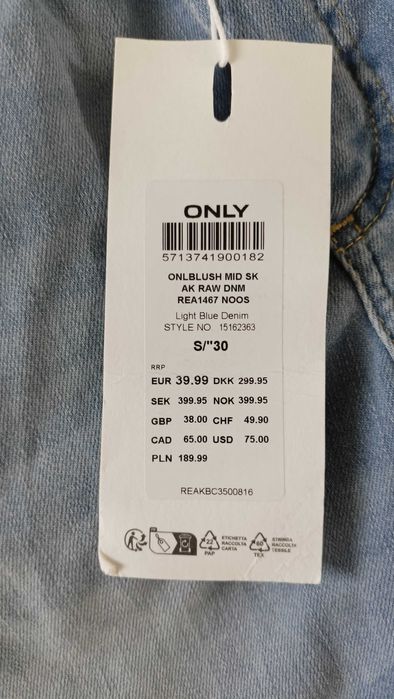 ONLY
5713741900182
ONLBLUSH MID SK
AK RAW DNM
REA1467 NOOS
Light Blue Denim
STYLE NO 15162363
S/"30
RRP
EUR 39.99 DKK 299.95
SEK 399.95 NOK 399.95
GBP 38.00 CHF 49.90
CAD 65.00 USD 75.00
PLN 189.99
REAKBC3500816
22
PAP
ETICHETTA
RACCOLTA
CARTA
60
TEX
RACCOLTA